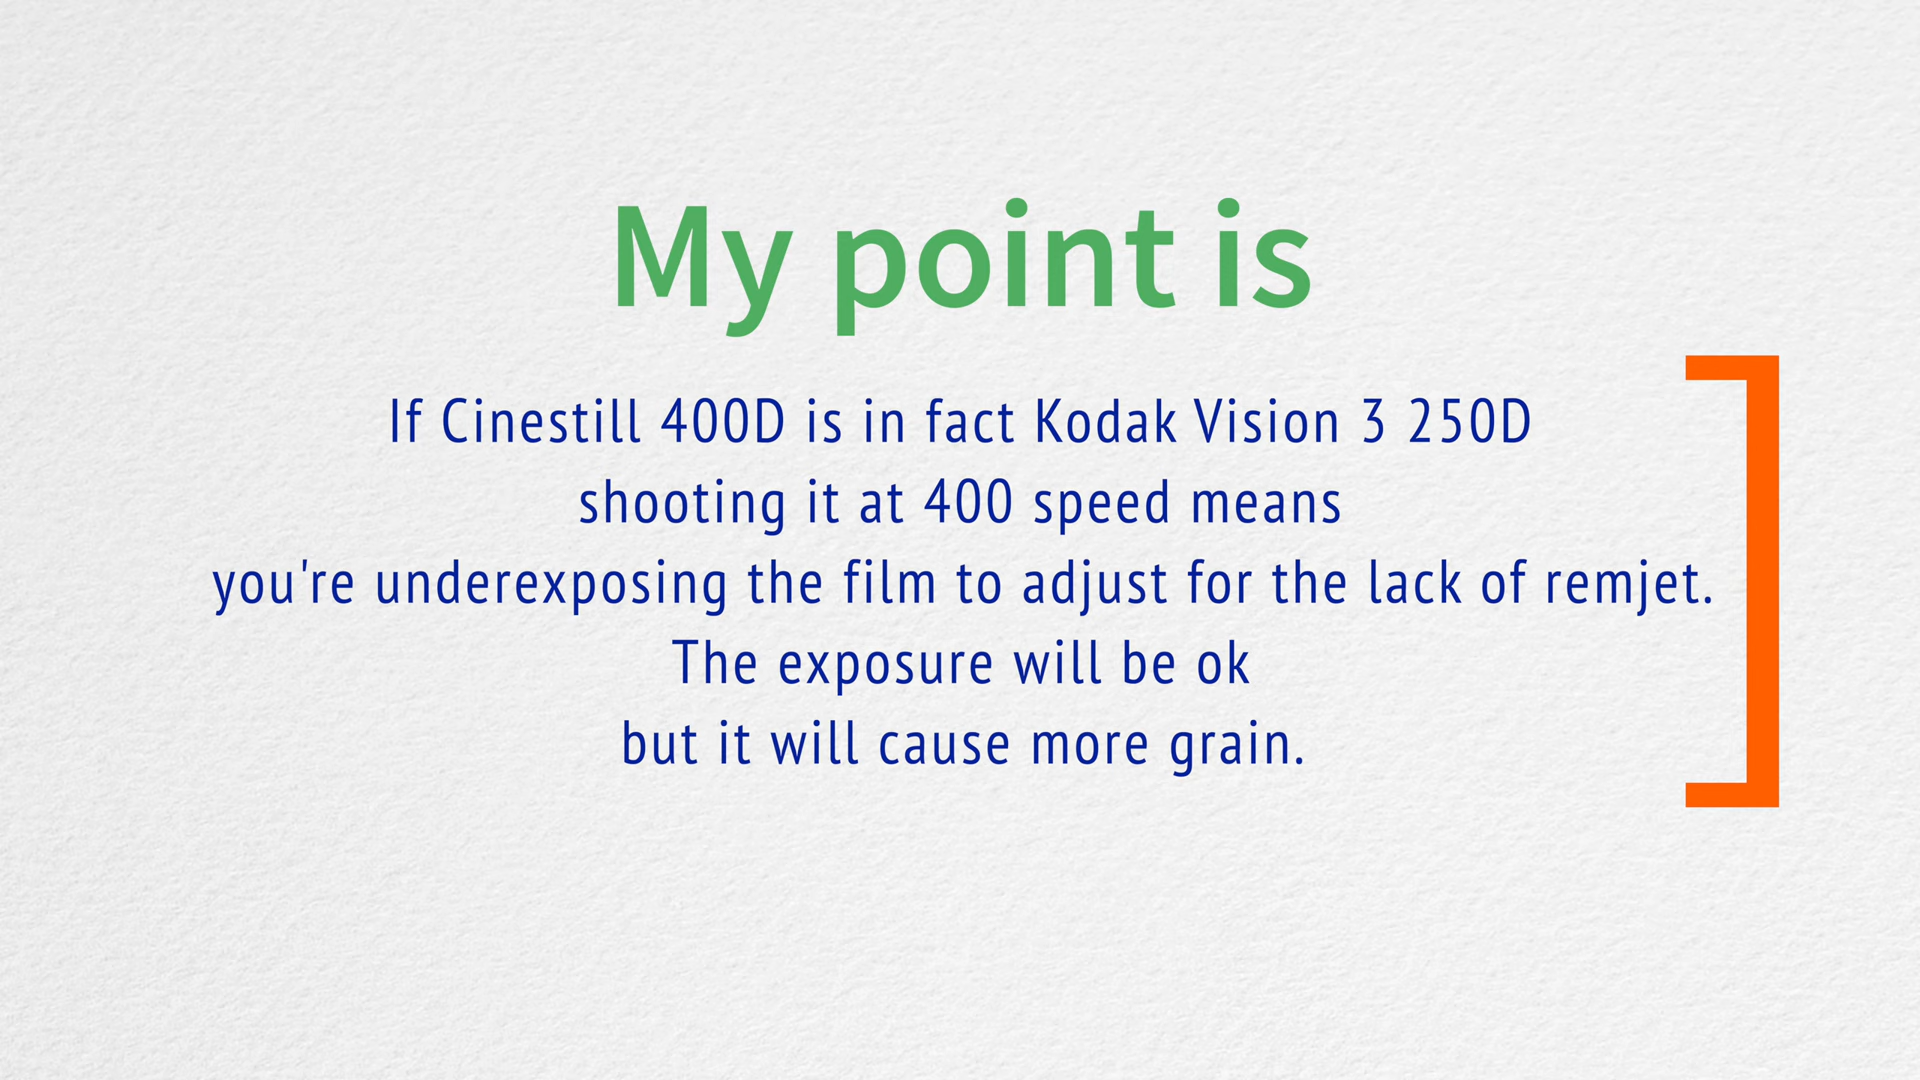 My point is
If Cinestill 400D is in fact Kodak Vision 3 250D
shooting it at 400 speed means
you're underexposing the film to adjust for the lack of remjet.
The exposure will be ok
but it will cause more grain.